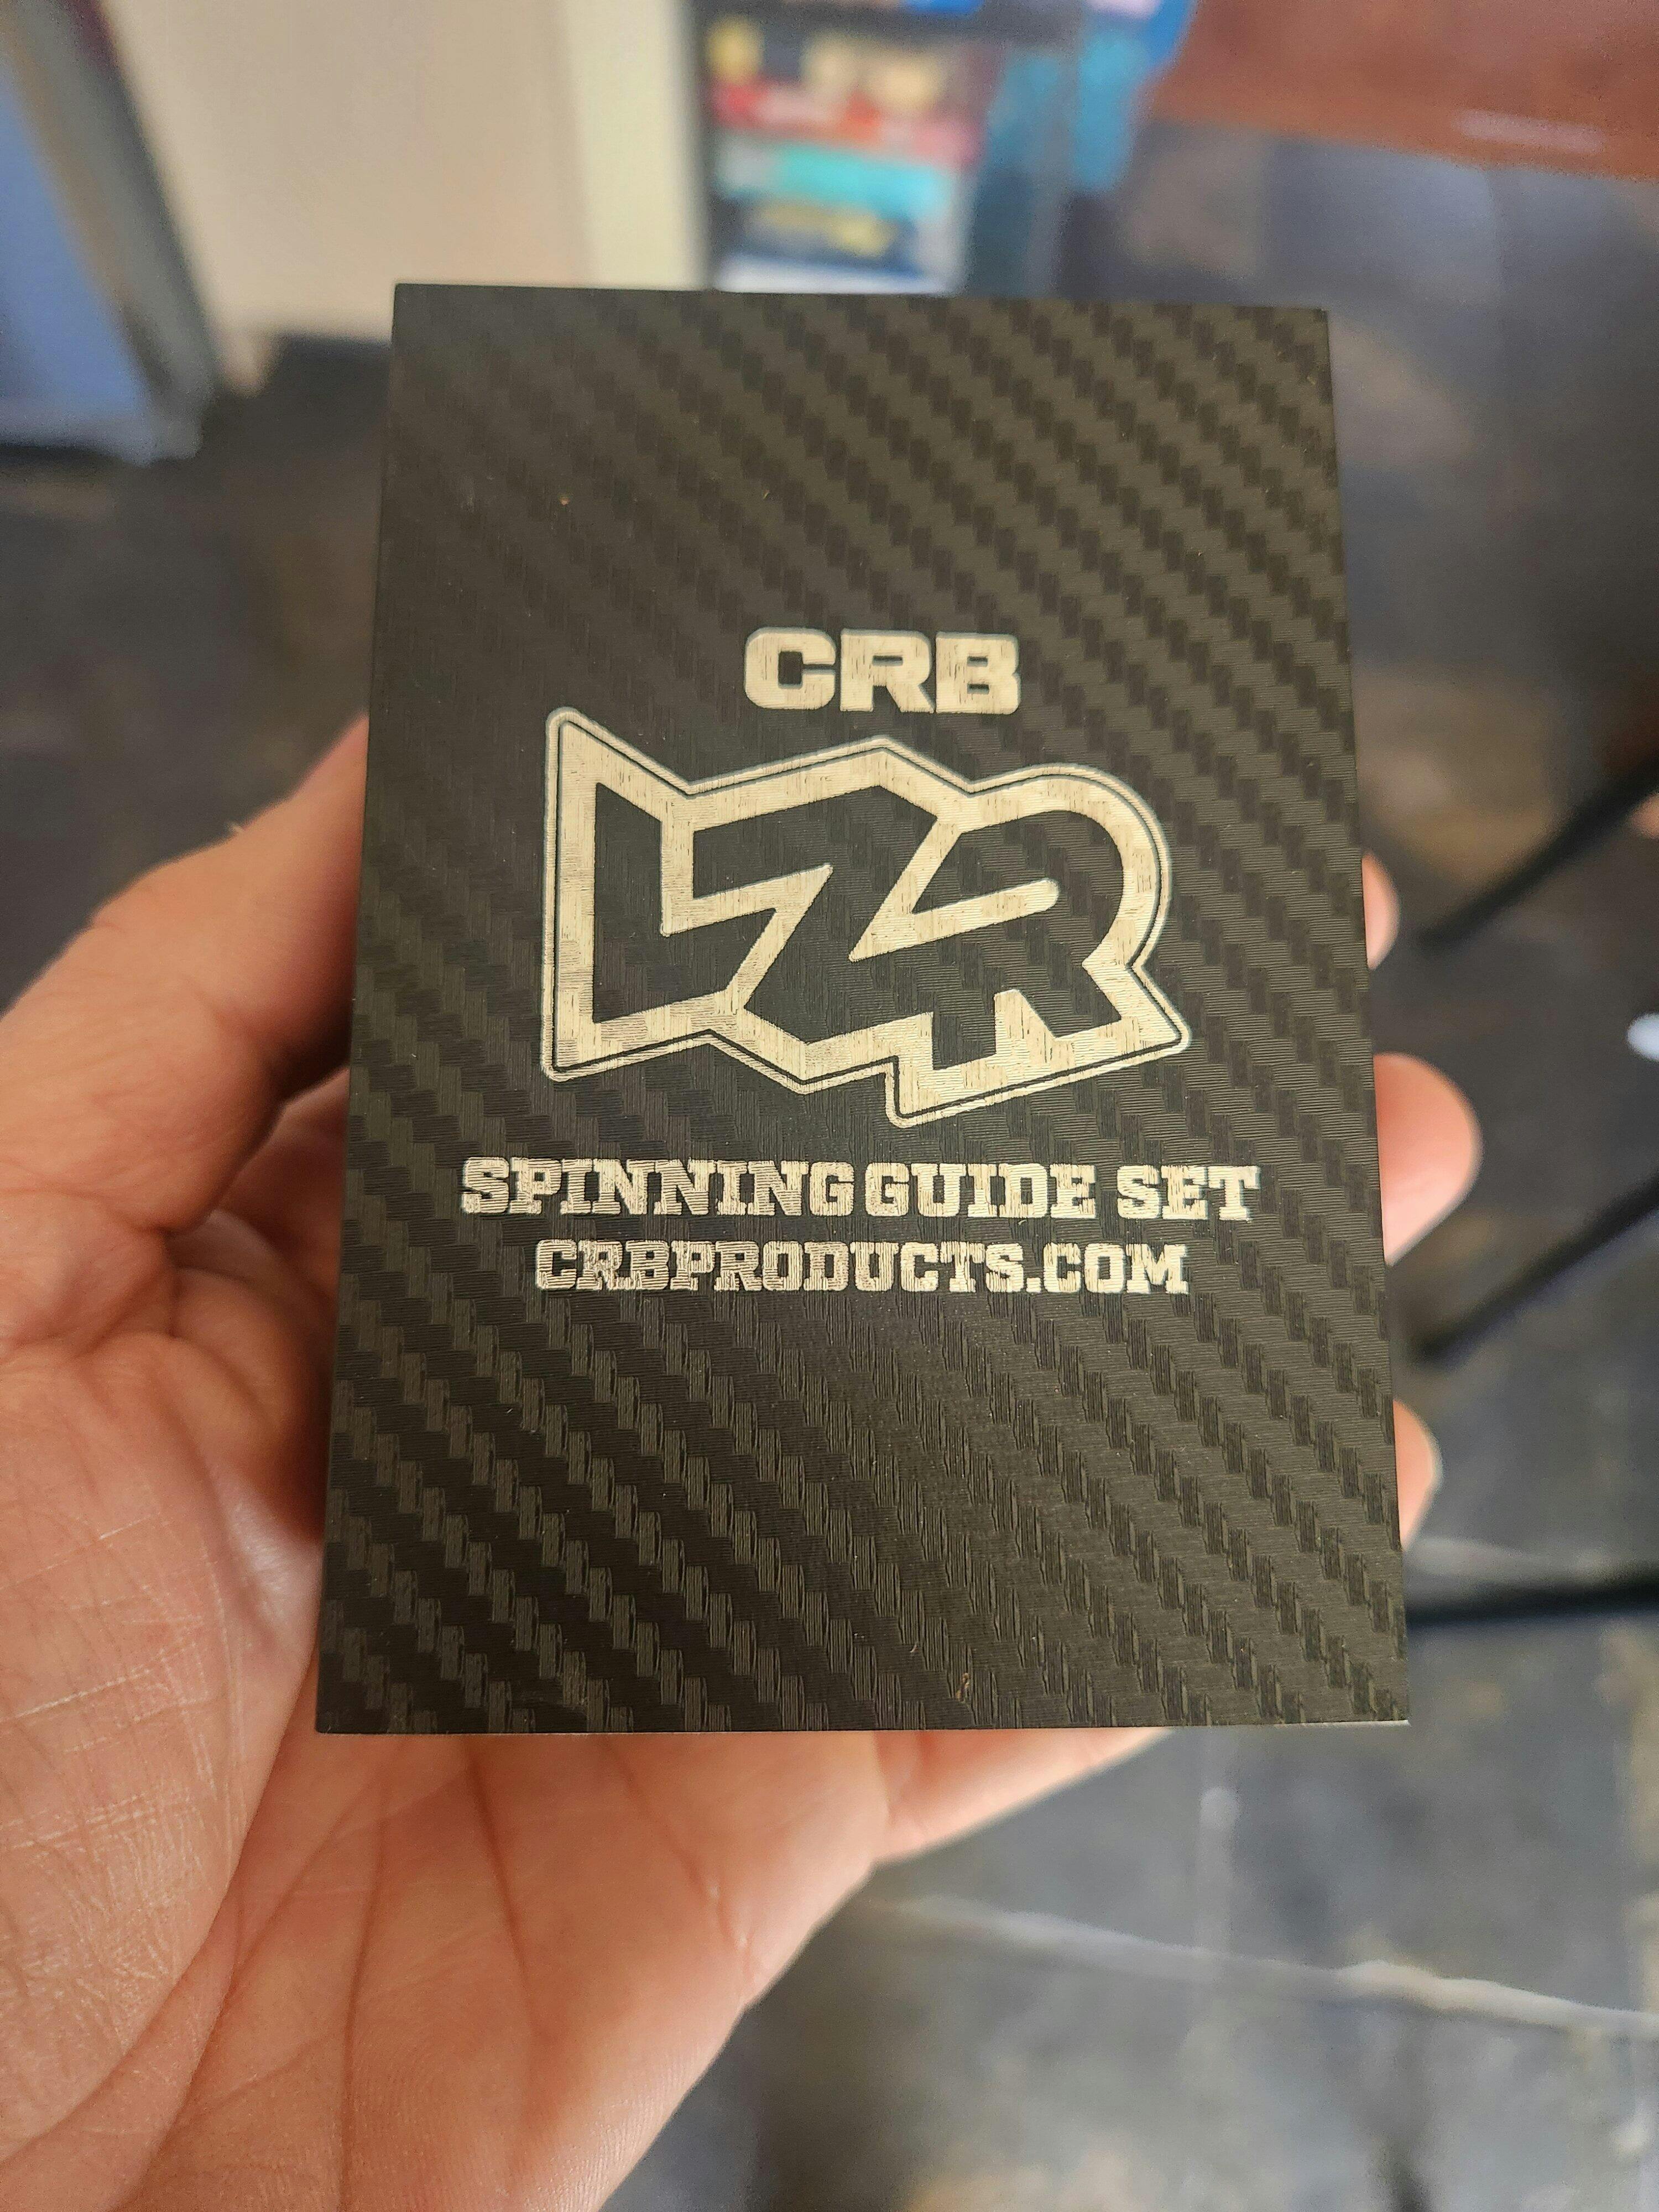 CRB
LZR
SPINNING GUIDE SET
CRBPRODUCTS.COM